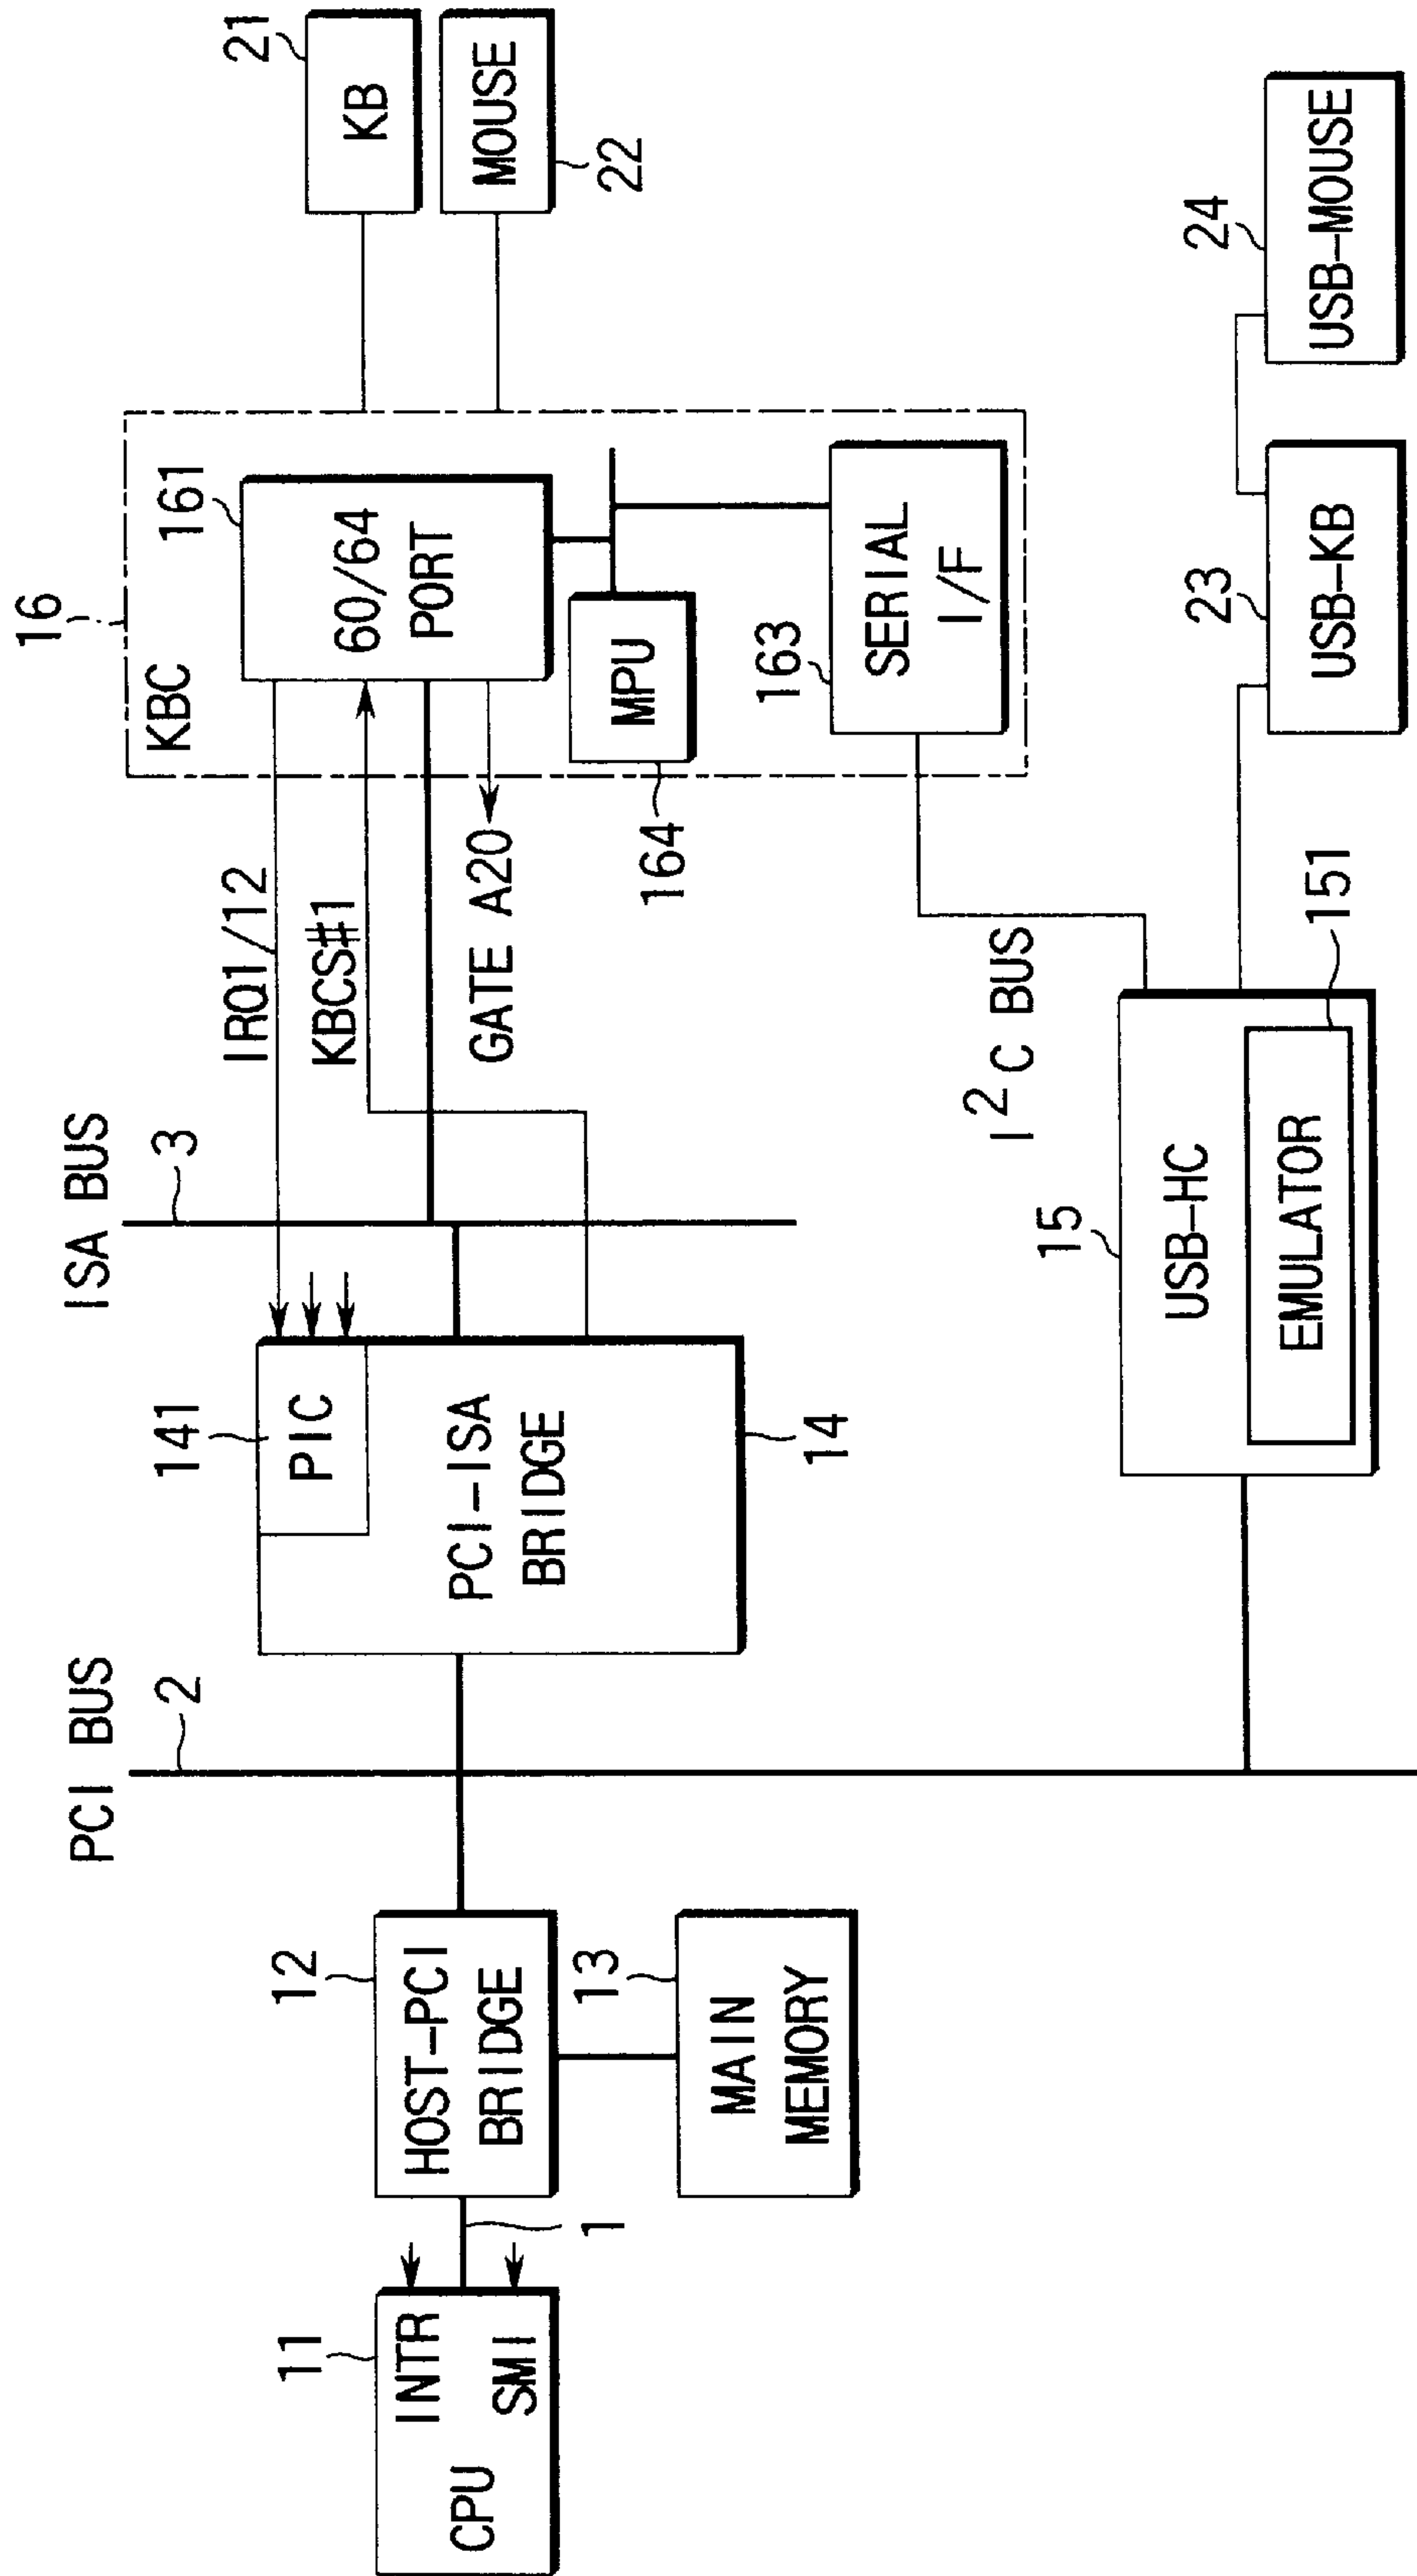 PCI BUS
2
ISA BUS
3
16
KBC
21
KB
MOUSE
22
11
INTR
CPU
SMI
1
12
HOST-PCI
BRIDGE
13
MAIN
MEMORY
141
PIC
PCI-ISA
BRIDGE
14
IRQ1/12
KBCS#1
GATE A20
161
60/64
PORT
MPU
164
163
SERIAL
I/F
I2C BUS
15
USB-HC
EMULATOR
151
23
USB-KB
24
USB-MOUSE